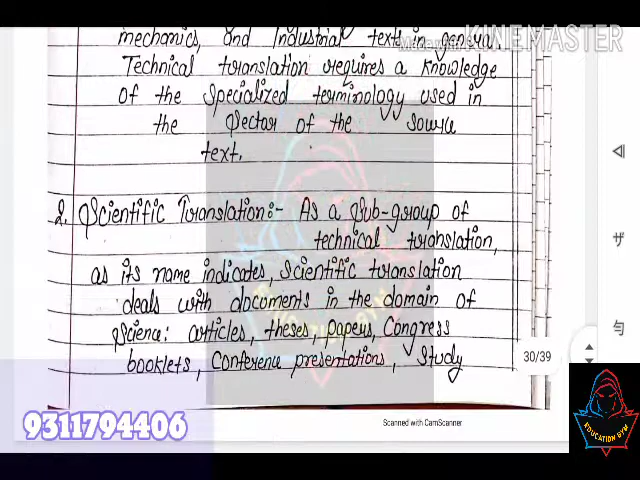 mechanics, and Industrial text in general.
KINEMASTER
Technical translation requires a knowledge
of the specialized terminology used in
the Sector of the source
text.
2. Scientific Translation:- As a Sub-group of
technical translation,
as its name indicates, Scientific translation
deals with documents in the domain of
Science: articles, theses, papers, Congress
booklets, Conference presentations, Study
30/39
9311794406
Scanned with CamScanner
EDUCATION GYM